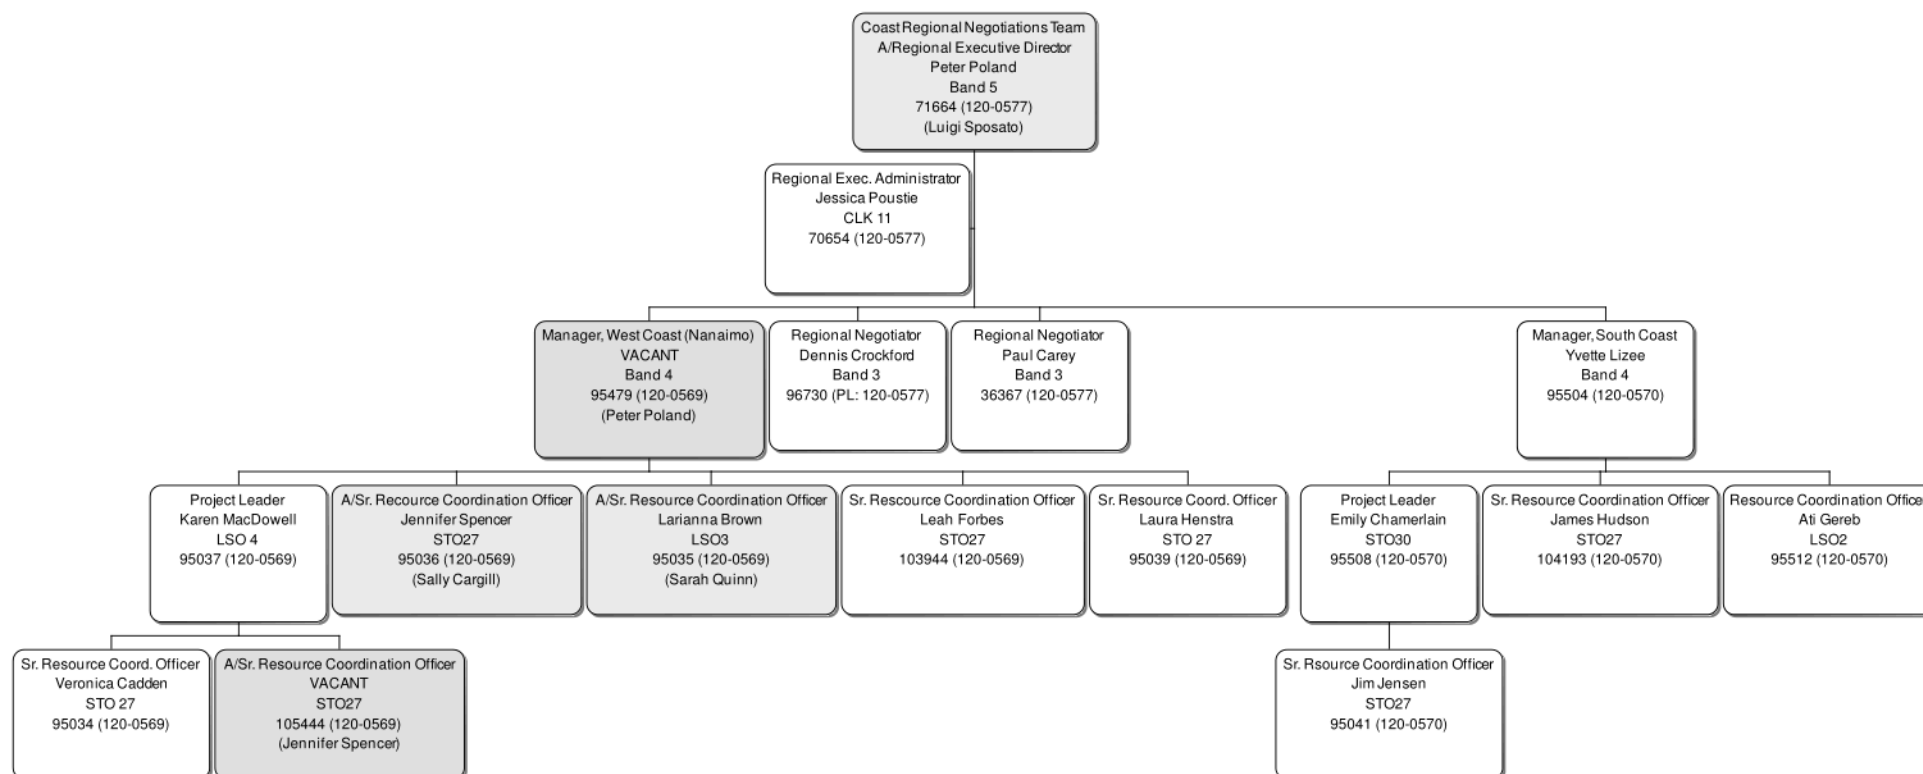 Coast Regional Negotiations Team
A/Regional Executive Director
Peter Poland
Band 5
71664 (120-0577)
(Luigi Sposato)
Regional Exec. Administrator
Jessica Poustie
CLK 11
70654 (120-0577)
Manager, West Coast (Nanaimo)
VACANT
Band 4
95479 (120-0569)
(Peter Poland)
Regional Negotiator
Dennis Crockford
Band 3
96730 (PL: 120-0577)
Regional Negotiator
Paul Carey
Band 3
36367 (120-0577)
Manager, South Coast
Yvette Lizee
Band 4
95504 (120-0570)
Project Leader
Karen MacDowell
LSO 4
95037 (120-0569)
A/Sr. Recource Coordination Officer
Jennifer Spencer
STO27
95036 (120-0569)
(Sally Cargill)
A/Sr. Resource Coordination Officer
Larianna Brown
LSO3
95035 (120-0569)
(Sarah Quinn)
Sr. Rescource Coordination Officer
Leah Forbes
STO27
103944 (120-0569)
Sr. Resource Coord. Officer
Laura Henstra
STO 27
95039 (120-0569)
Project Leader
Emily Chamerlain
STO30
95508 (120-0570)
Sr. Resource Coordination Officer
James Hudson
STO27
104193 (120-0570)
Resource Coordination Office
Ati Gereb
LSO2
95512 (120-0570)
Sr. Resource Coord. Officer
Veronica Cadden
STO 27
95034 (120-0569)
A/Sr. Resource Coordination Officer
VACANT
STO27
105444 (120-0569)
(Jennifer Spencer)
Sr. Rsource Coordination Officer
Jim Jensen
STO27
95041 (120-0570)